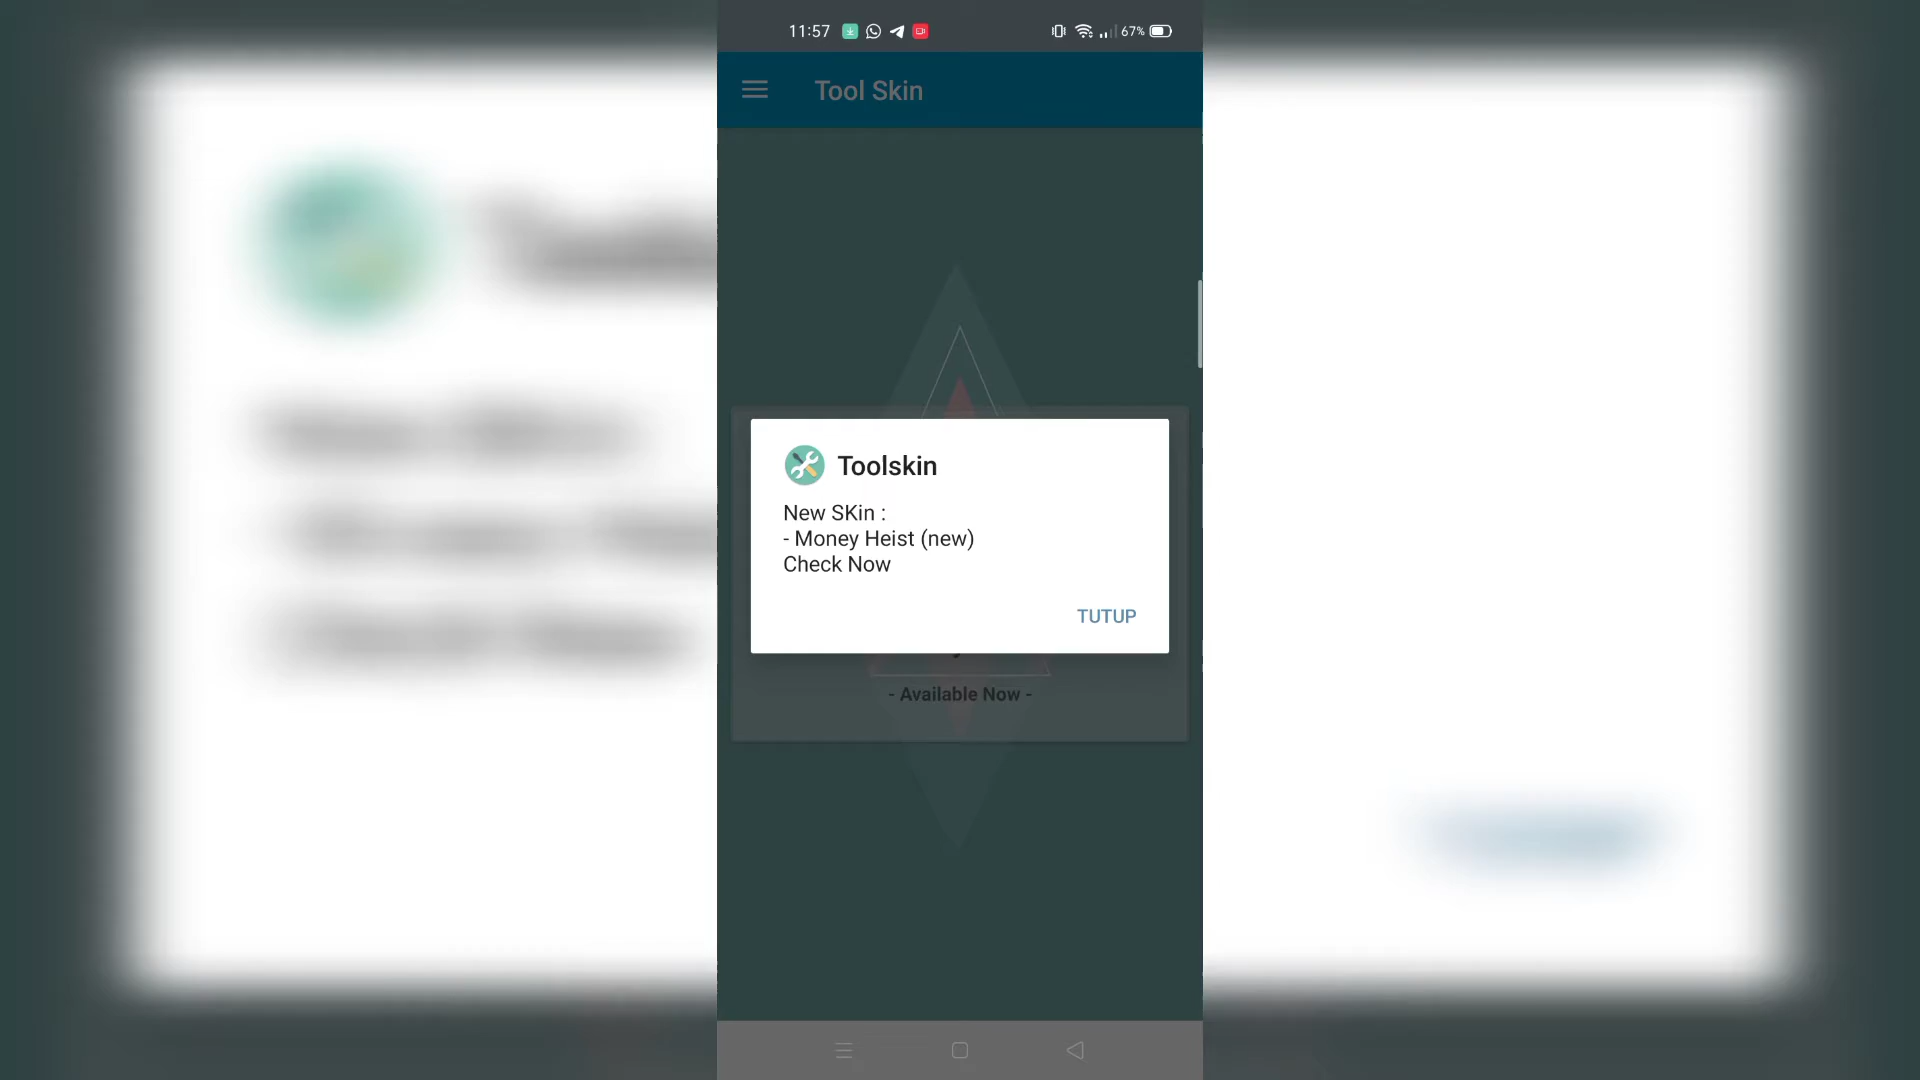 11:57
67%
Tool Skin
Toolskin
New SKin :
- Money Heist (new)
Check Now
TUTUP
- Available Now -